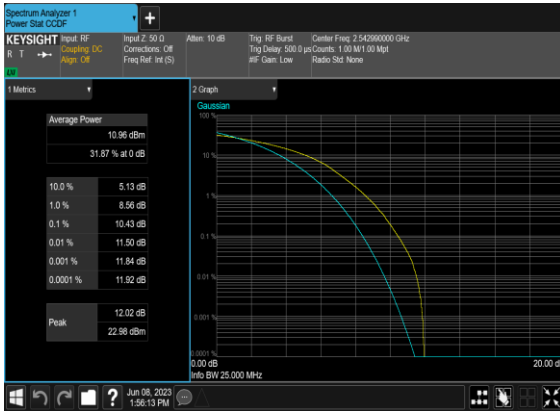 Spectrum Analyzer 1
Power Stat CCDF
+
KEYSIGHT
R T
Input: RF
Coupling: DC
Align: Off
Input Z: 50 Ω
Corrections: Off
Freq Ref: Int (S)
Atten: 10 dB
Trig: RF Burst
Trig Delay: 500.0 µs
#IF Gain: Low
Center Freq: 2.542990000 GHz
Counts: 1.00 M/1.00 Mpt
Radio Std: None
1 Metrics
Average Power
10.96 dBm
31.87 % at 0 dB
10.0 % 5.13 dB
1.0 % 8.56 dB
0.1 % 10.43 dB
0.01 % 11.50 dB
0.001 % 11.84 dB
0.0001 % 11.92 dB
Peak
12.02 dB
22.98 dBm
2 Graph
Gaussian
100 %
10 %
1 %
0.1 %
0.01 %
0.001 %
0.0001 %
0.00 dB
20.00 d
Info BW 25.000 MHz
?
Jun 08, 2023
1:56:13 PM